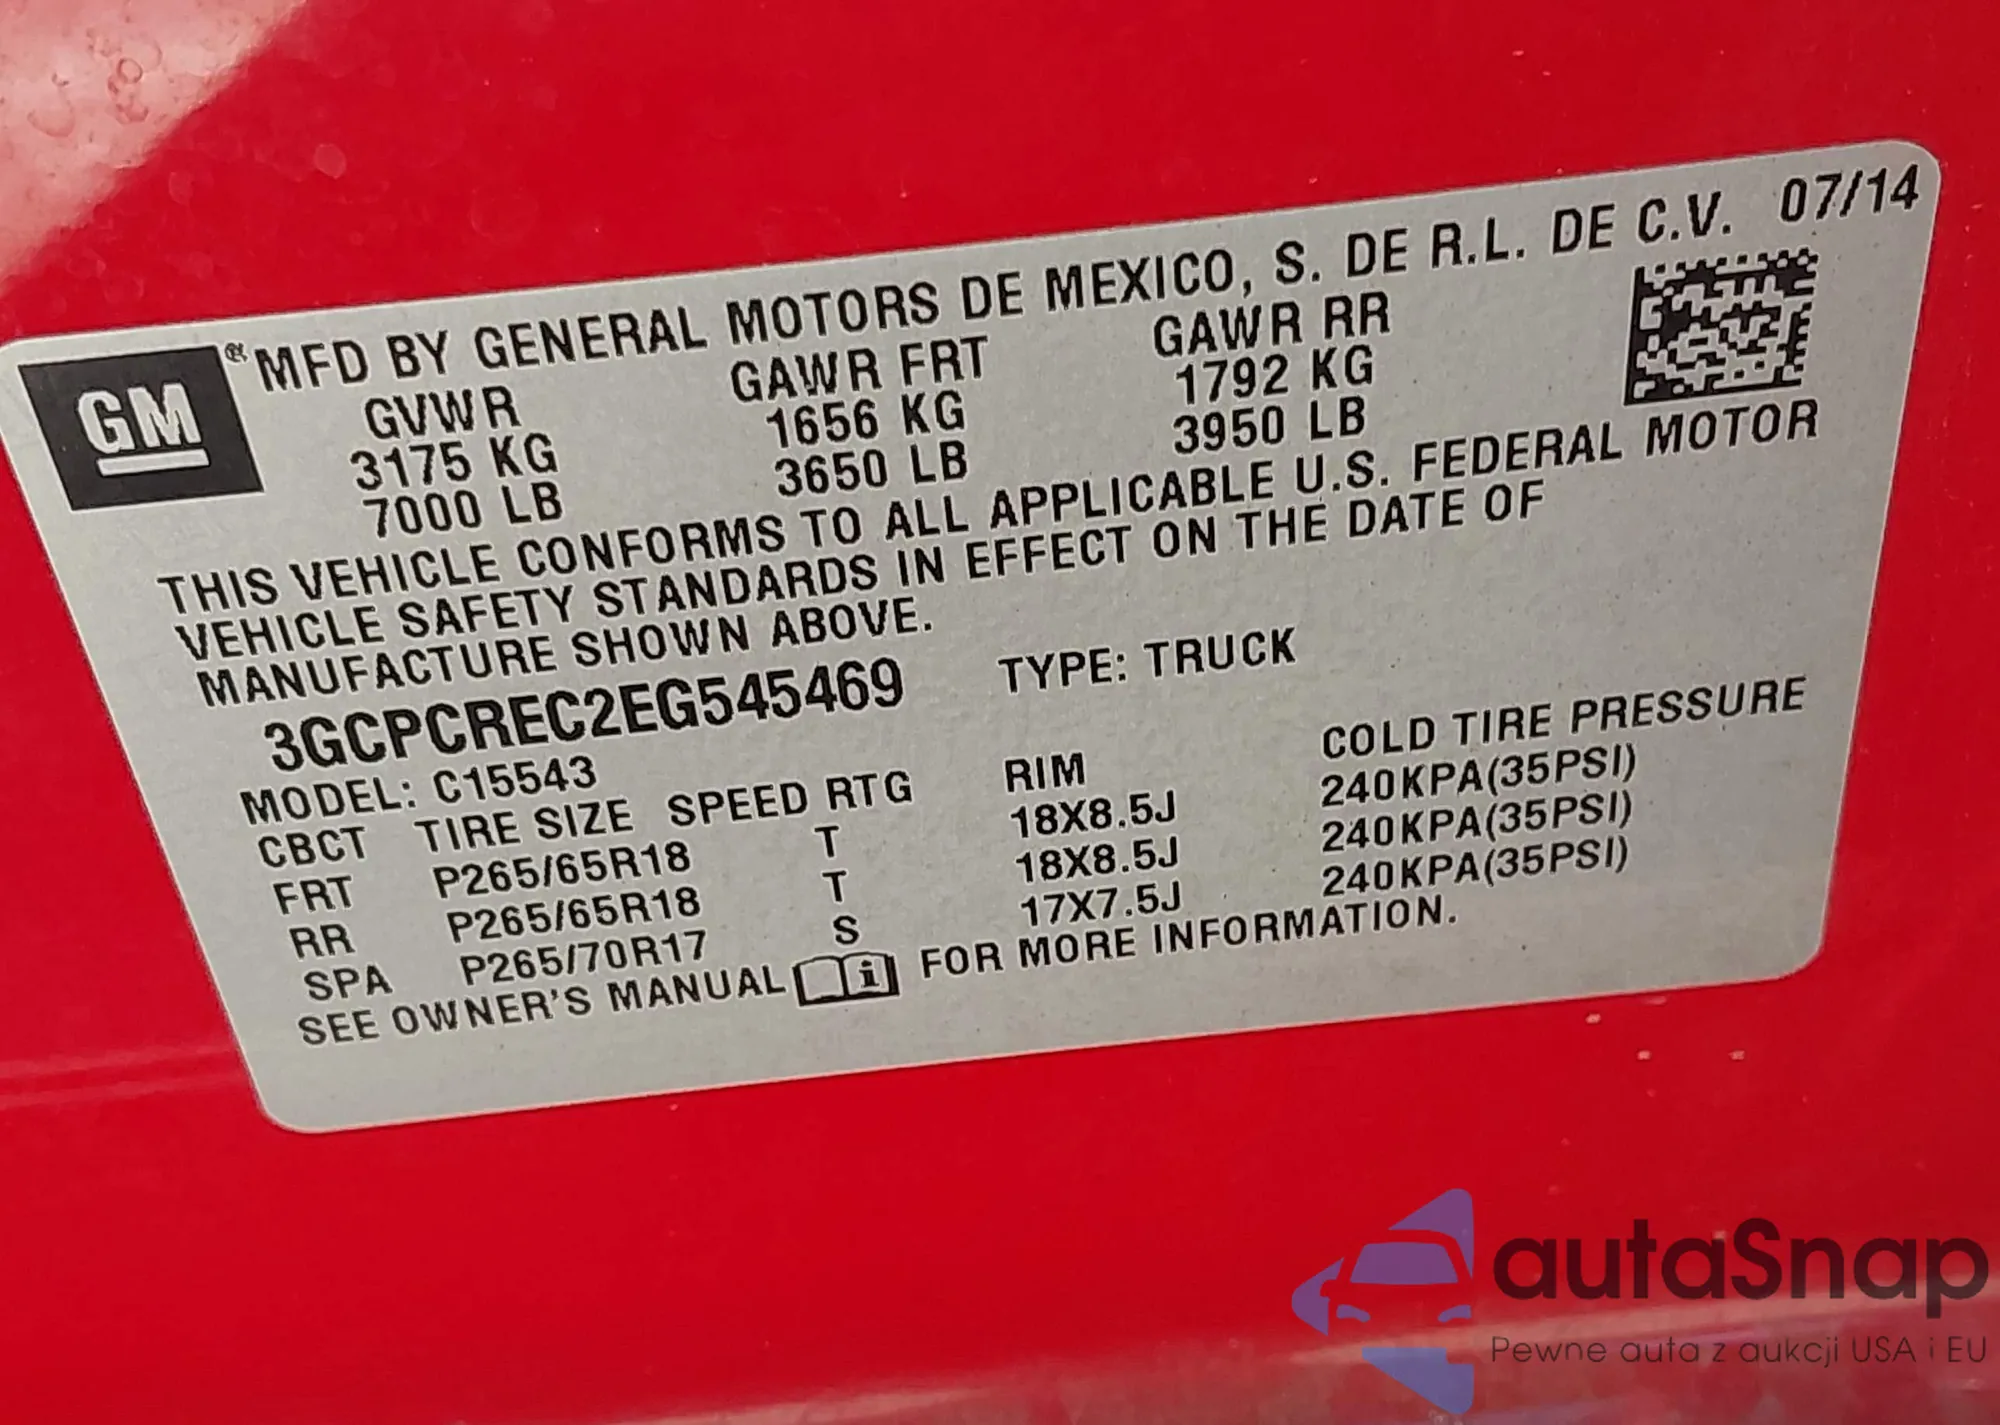 GM
® MFD BY GENERAL MOTORS DE MEXICO, S. DE R.L. DE C.V. 07/14
GVWR GAWR FRT GAWR RR
3175 KG 1656 KG 1792 KG
7000 LB 3650 LB 3950 LB
THIS VEHICLE CONFORMS TO ALL APPLICABLE U.S. FEDERAL MOTOR
VEHICLE SAFETY STANDARDS IN EFFECT ON THE DATE OF
MANUFACTURE SHOWN ABOVE.
3GCPCREC2EG545469 TYPE: TRUCK
MODEL: C15543
CBCT TIRE SIZE SPEED RTG RIM COLD TIRE PRESSURE
FRT P265/65R18 T 18X8.5J 240KPA(35PSI)
RR P265/65R18 T 18X8.5J 240KPA(35PSI)
SPA P265/70R17 S 17X7.5J 240KPA(35PSI)
SEE OWNER'S MANUAL i FOR MORE INFORMATION.
autaSnap
Pewne auta z aukcji USA i EU